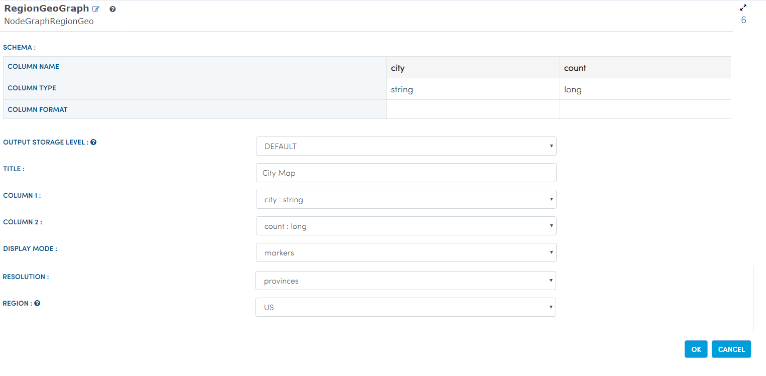 RegionGeoGraph
NodeGraphRegionGeo
6
SCHEMA :
COLUMN NAME city count
COLUMN TYPE string long
COLUMN FORMAT
OUTPUT STORAGE LEVEL : DEFAULT
TITLE : City Map
COLUMN 1 : city : string
COLUMN 2 : count : long
DISPLAY MODE : markers
RESOLUTION : provinces
REGION : US
OK CANCEL